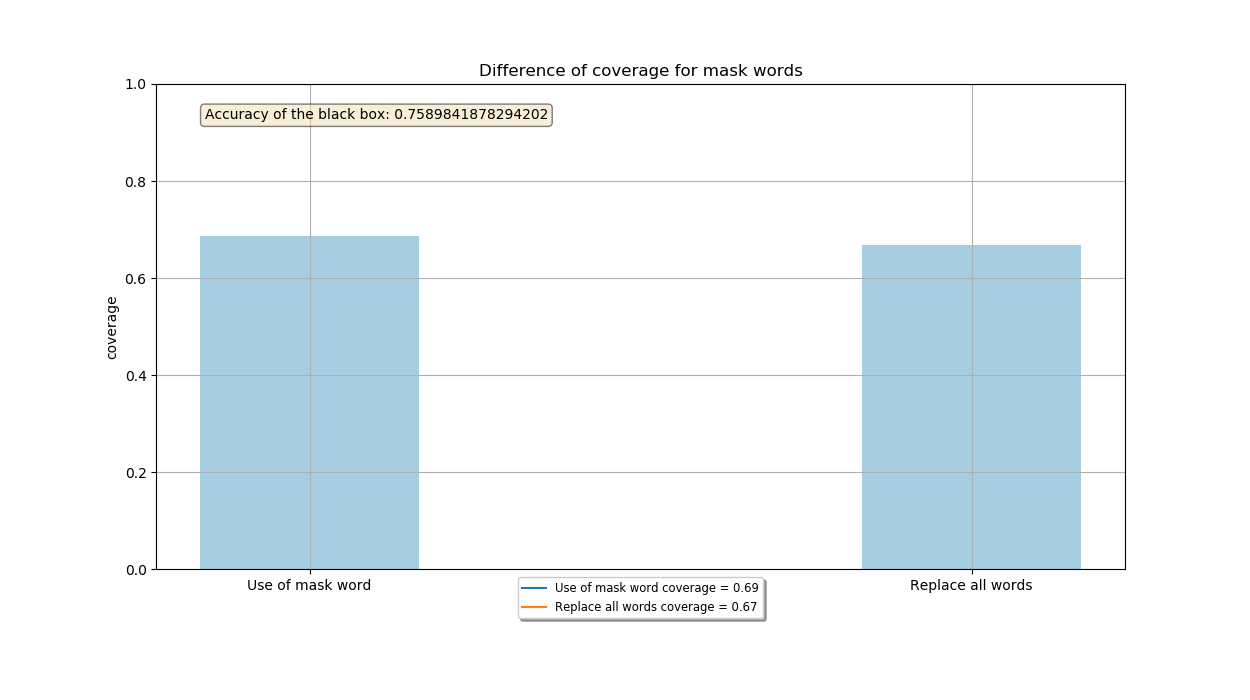 Difference of coverage for mask words
Accuracy of the black box: 0.7589841878294202
1.0
0.8
0.6
0.4
0.2
0.0
coverage
Use of mask word
Replace all words
Use of mask word coverage = 0.69
Replace all words coverage = 0.67